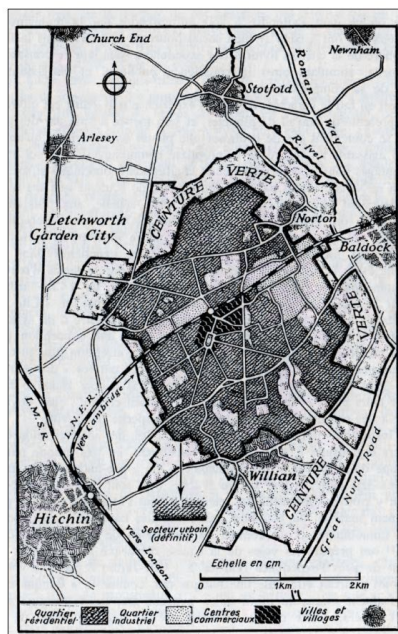 Church End
Newnham
Roman Way
Stotfold
Arlesey
R. Ivel
CEINTURE VERTE
Letchworth
Garden City
Norton
Baldock
VERTE
L.N.E.R.
Vers Cambridge
L.M.S.R.
Willian
CEINTURE
Great North Road
Hitchin
Secteur urbain
(définitif)
vers London
Echelle en cm
0 1Km 2Km
Quartier résidentiel
Quartier industriel
Centres commerciaux
Villes et villages